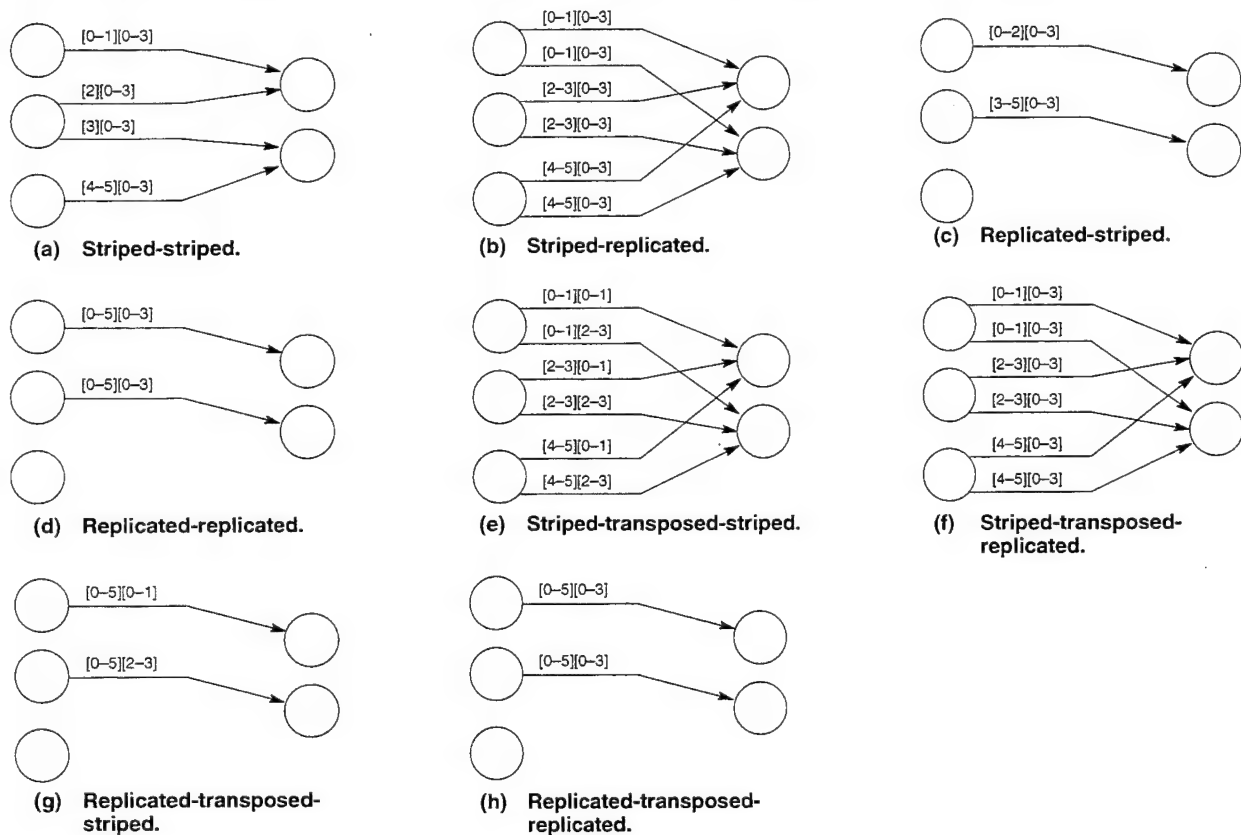 [0–1][0–3]
[2][0–3]
[3][0–3]
[4–5][0–3]
(a) Striped-striped.
[0–1][0–3]
[0–1][0–3]
[2–3][0–3]
[2–3][0–3]
[4–5][0–3]
[4–5][0–3]
(b) Striped-replicated.
[0–2][0–3]
[3–5][0–3]
(c) Replicated-striped.
[0–5][0–3]
[0–5][0–3]
(d) Replicated-replicated.
[0–1][0–1]
[0–1][2–3]
[2–3][0–1]
[2–3][2–3]
[4–5][0–1]
[4–5][2–3]
(e) Striped-transposed-striped.
[0–1][0–3]
[0–1][0–3]
[2–3][0–3]
[2–3][0–3]
[4–5][0–3]
[4–5][0–3]
(f) Striped-transposed-
replicated.
[0–5][0–1]
[0–5][2–3]
(g) Replicated-transposed-
striped.
[0–5][0–3]
[0–5][0–3]
(h) Replicated-transposed-
replicated.